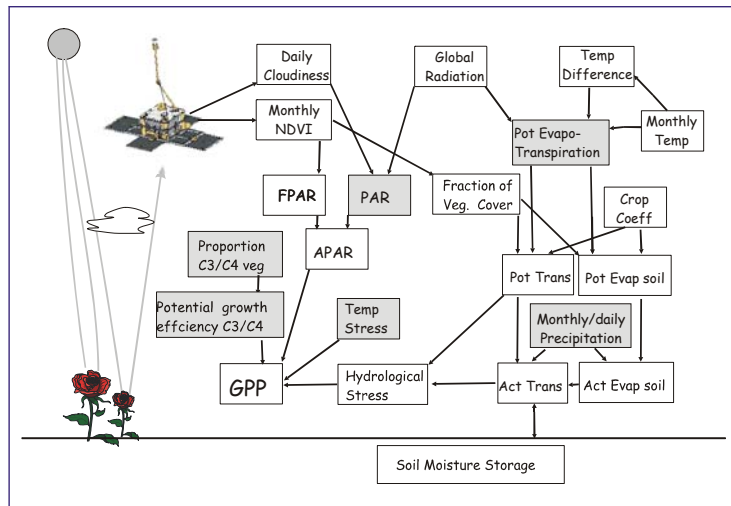 Daily
Cloudiness
Global
Radiation
Temp
Difference
Monthly
NDVI
Pot Evapo-
Transpiration
Monthly
Temp
FPAR
PAR
Fraction of
Veg. Cover
Crop
Coeff
Proportion
C3/C4 veg
APAR
Pot Trans
Pot Evap soil
Potential growth
effciency C3/C4
Temp
Stress
Monthly/daily
Precipitation
GPP
Hydrological
Stress
Act Trans
Act Evap soil
Soil Moisture Storage